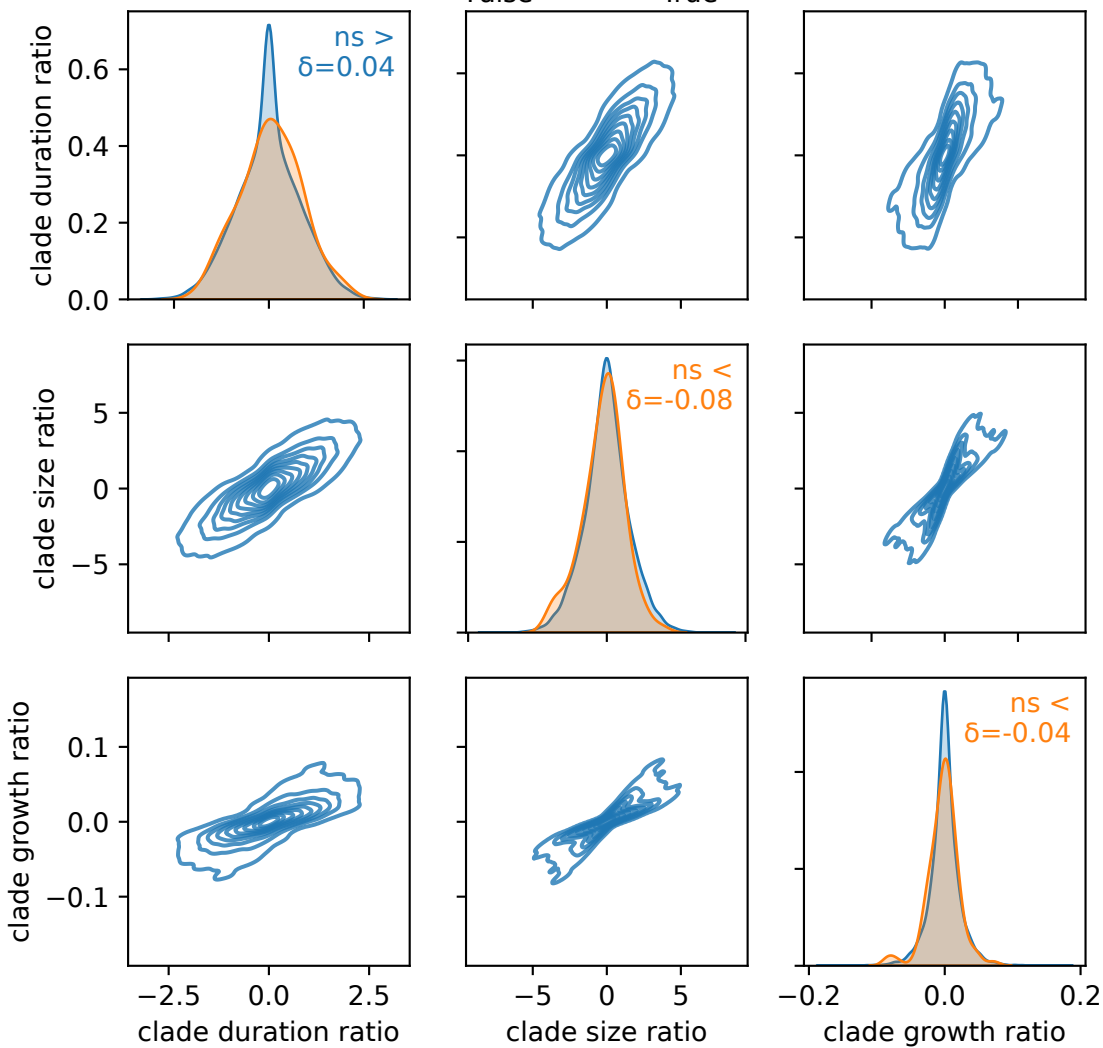 clade duration ratio
0.6
0.4
0.2
0.0
ns >
δ=0.04
clade size ratio
5
0
−5
ns <
δ=-0.08
clade growth ratio
0.1
0.0
−0.1
ns <
δ=-0.04
−2.5
0.0
2.5
−5
0
5
−0.2
0.0
0.2
clade duration ratio
clade size ratio
clade growth ratio